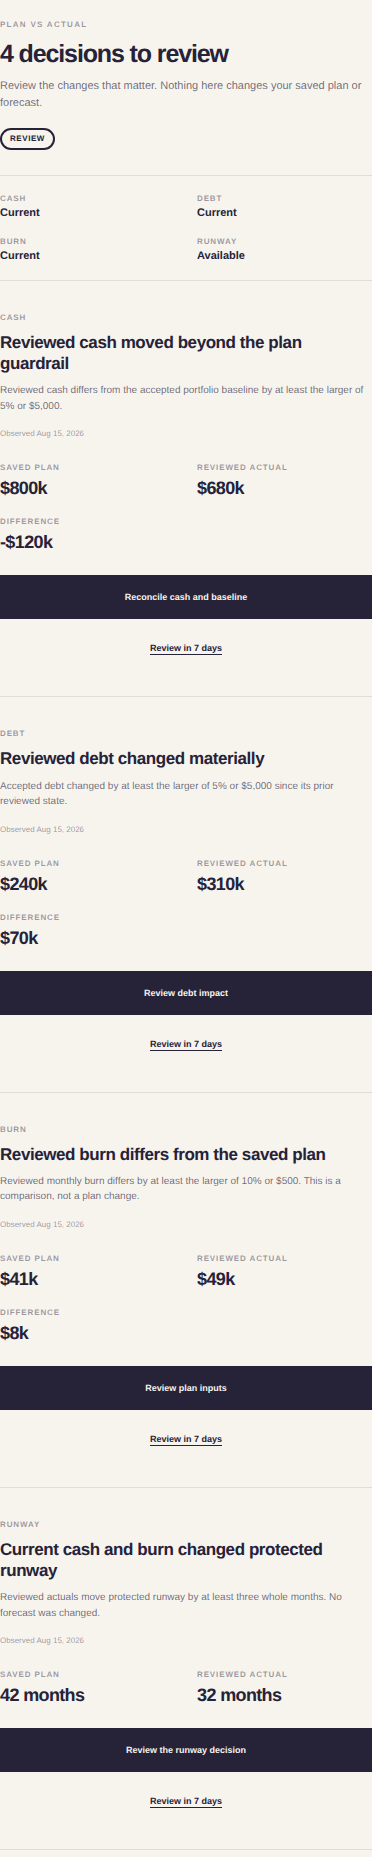 PLAN VS ACTUAL
4 decisions to review
Review the changes that matter. Nothing here changes your saved plan or
forecast.
REVIEW
CASH
Current
DEBT
Current
BURN
Current
RUNWAY
Available
CASH
Reviewed cash moved beyond the plan
guardrail
Reviewed cash differs from the accepted portfolio baseline by at least the larger of
5% or $5,000.
Observed Aug 15, 2026
SAVED PLAN
$800k
REVIEWED ACTUAL
$680k
DIFFERENCE
-$120k
Reconcile cash and baseline
Review in 7 days
DEBT
Reviewed debt changed materially
Accepted debt changed by at least the larger of 5% or $5,000 since its prior
reviewed state.
Observed Aug 15, 2026
SAVED PLAN
$240k
REVIEWED ACTUAL
$310k
DIFFERENCE
$70k
Review debt impact
Review in 7 days
BURN
Reviewed burn differs from the saved plan
Reviewed monthly burn differs by at least the larger of 10% or $500. This is a
comparison, not a plan change.
Observed Aug 15, 2026
SAVED PLAN
$41k
REVIEWED ACTUAL
$49k
DIFFERENCE
$8k
Review plan inputs
Review in 7 days
RUNWAY
Current cash and burn changed protected
runway
Reviewed actuals move protected runway by at least three whole months. No
forecast was changed.
Observed Aug 15, 2026
SAVED PLAN
42 months
REVIEWED ACTUAL
32 months
Review the runway decision
Review in 7 days